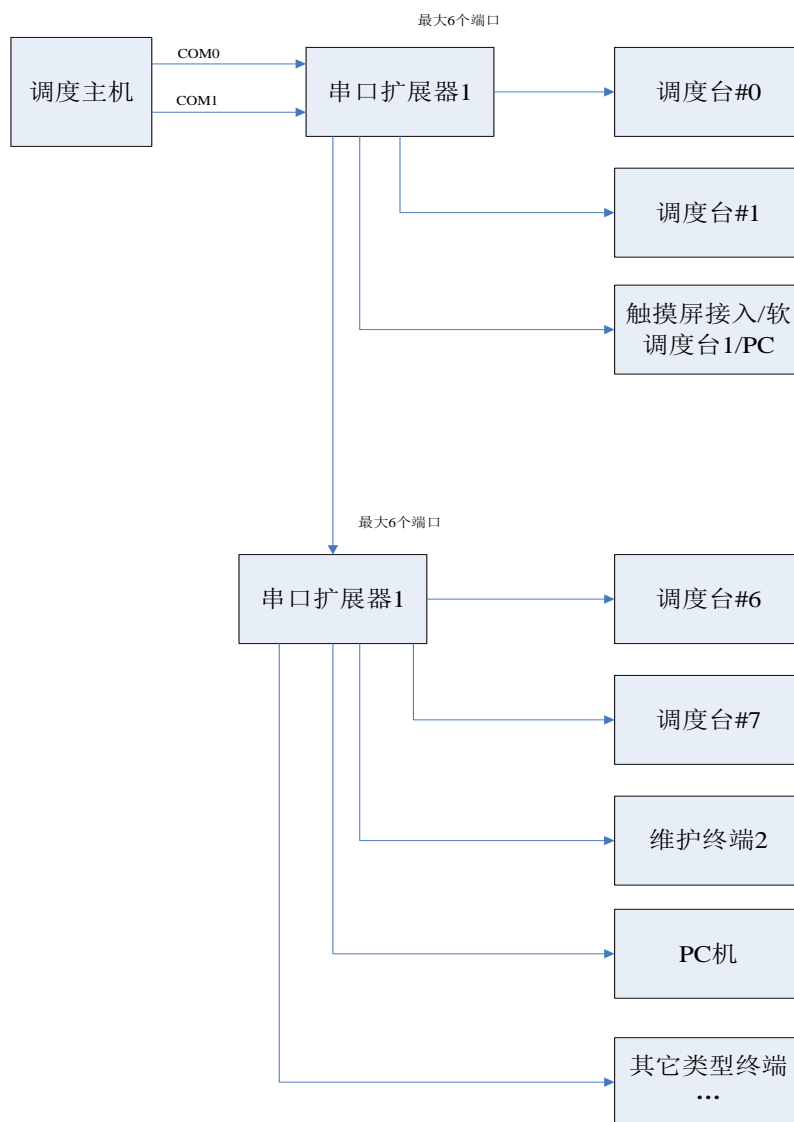 最大6个端口
调度主机
COM0
COM1
串口扩展器1
调度台#0
调度台#1
触摸屏接入/软
调度台1/PC
最大6个端口
串口扩展器1
调度台#6
调度台#7
维护终端2
PC机
其它类型终端
...